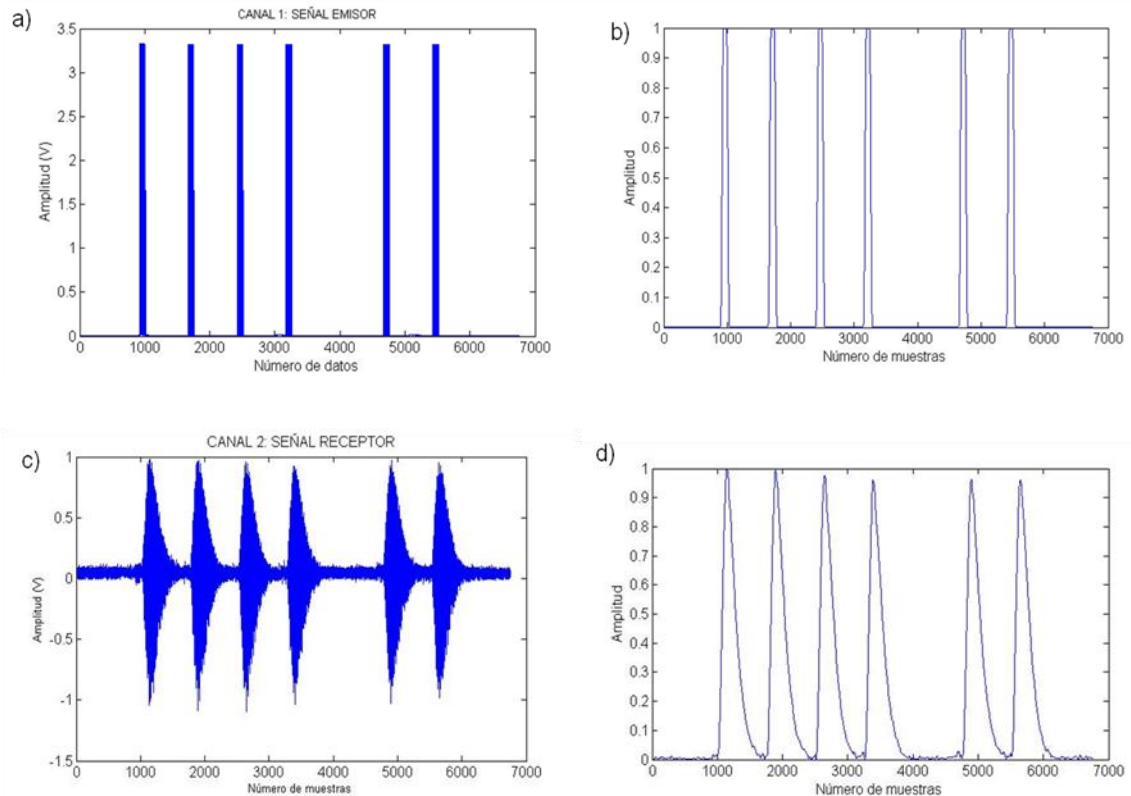 a)
CANAL 1: SEÑAL EMISOR
3.5
3
2.5
2
1.5
1
0.5
0
Amplitud (V)
0 1000 2000 3000 4000 5000 6000 7000
Número de datos
b)
1
0.9
0.8
0.7
0.6
0.5
0.4
0.3
0.2
0.1
0
Amplitud
0 1000 2000 3000 4000 5000 6000 7000
Número de muestras
c)
CANAL 2: SEÑAL RECEPTOR
1
0.5
0
-0.5
-1
-1.5
Amplitud (V)
0 1000 2000 3000 4000 5000 6000 7000
Número de muestras
d)
1
0.9
0.8
0.7
0.6
0.5
0.4
0.3
0.2
0.1
0
Amplitud
0 1000 2000 3000 4000 5000 6000 7000
Número de muestras